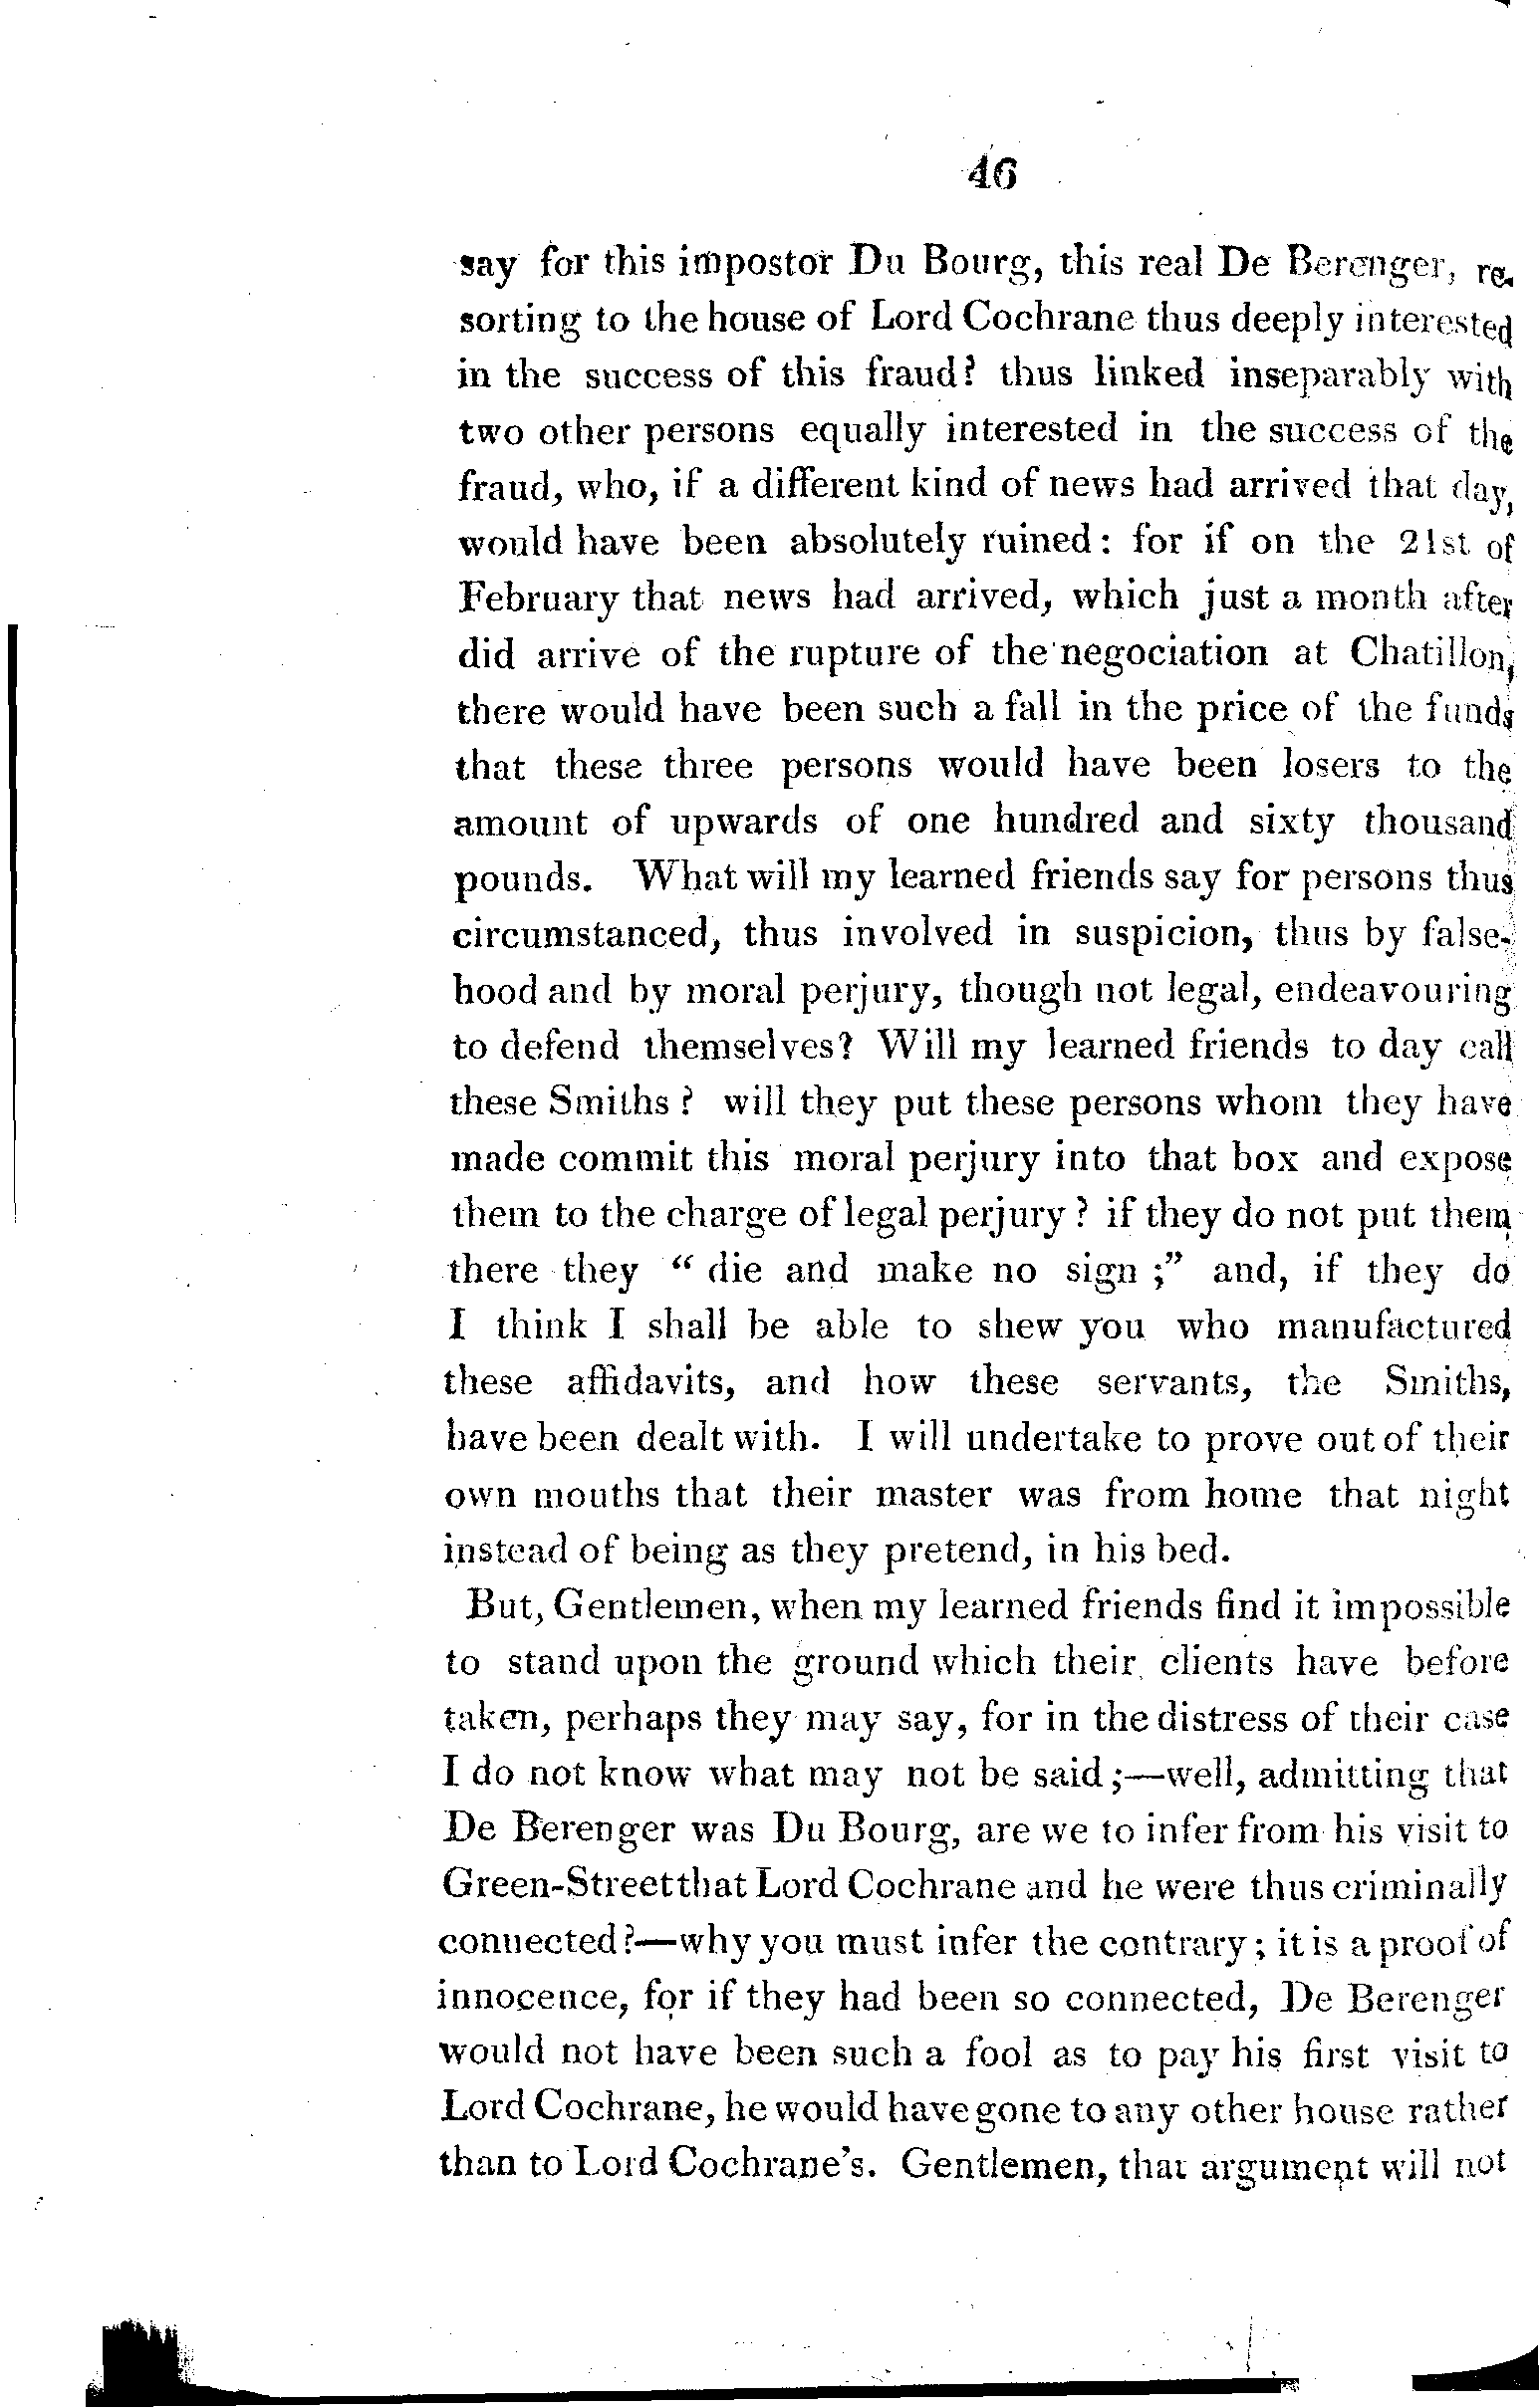 46
say for this impostor Du Bourg, this real De Berenger, re-
sorting to the house of Lord Cochrane thus deeply interested
in the success of this fraud? thus linked inseparably with
two other persons equally interested in the success of the
fraud, who, if a different kind of news had arrived that day,
would have been absolutely ruined: for if on the 21st of
February that news had arrived, which just a month after
did arrive of the rupture of the negociation at Chatillon,
there would have been such a fall in the price of the funds
that these three persons would have been losers to the
amount of upwards of one hundred and sixty thousand
pounds. What will my learned friends say for persons thus
circumstanced, thus involved in suspicion, thus by false-
hood and by moral perjury, though not legal, endeavouring
to defend themselves? Will my learned friends to day call
these Smiths? will they put these persons whom they have
made commit this moral perjury into that box and expose
them to the charge of legal perjury? if they do not put them
there they “ die and make no sign ;” and, if they do
I think I shall be able to shew you who manufactured
these affidavits, and how these servants, the Smiths,
have been dealt with. I will undertake to prove out of their
own mouths that their master was from home that night
instead of being as they pretend, in his bed.
But, Gentlemen, when my learned friends find it impossible
to stand upon the ground which their clients have before
taken, perhaps they may say, for in the distress of their case
I do not know what may not be said;—well, admitting that
De Berenger was Du Bourg, are we to infer from his visit to
Green-Street that Lord Cochrane and he were thus criminally
connected?—why you must infer the contrary; it is a proof of
innocence, for if they had been so connected, De Berenger
would not have been such a fool as to pay his first visit to
Lord Cochrane, he would have gone to any other house rather
than to Lord Cochrane's. Gentlemen, that argument will not